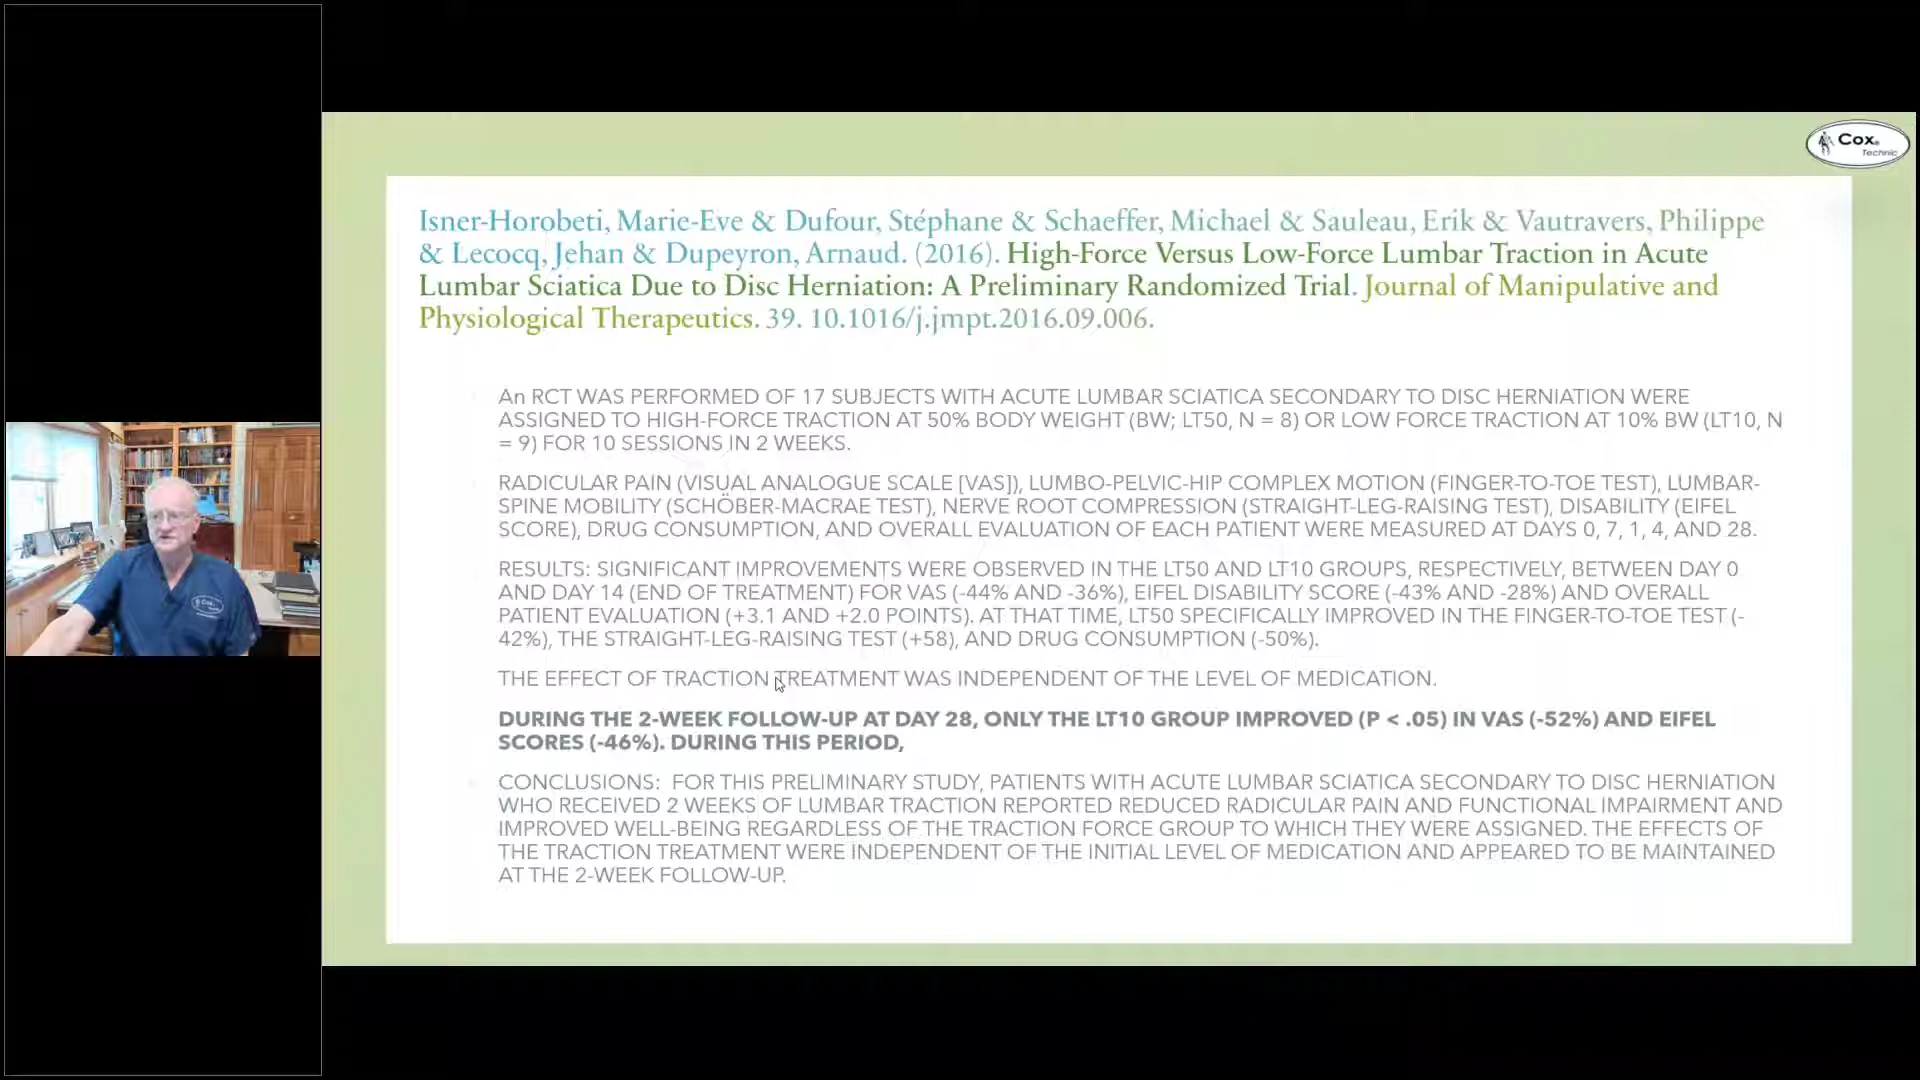 Cox®
Technic
Isner-Horobeti, Marie-Eve & Dufour, Stéphane & Schaeffer, Michael & Sauleau, Erik & Vautravers, Philippe
& Lecocq, Jehan & Dupeyron, Arnaud. (2016). High-Force Versus Low-Force Lumbar Traction in Acute
Lumbar Sciatica Due to Disc Herniation: A Preliminary Randomized Trial. Journal of Manipulative and
Physiological Therapeutics. 39. 10.1016/j.jmpt.2016.09.006.
An RCT WAS PERFORMED OF 17 SUBJECTS WITH ACUTE LUMBAR SCIATICA SECONDARY TO DISC HERNIATION WERE
ASSIGNED TO HIGH-FORCE TRACTION AT 50% BODY WEIGHT (BW; LT50, N = 8) OR LOW FORCE TRACTION AT 10% BW (LT10, N
= 9) FOR 10 SESSIONS IN 2 WEEKS.
RADICULAR PAIN (VISUAL ANALOGUE SCALE [VAS]), LUMBO-PELVIC-HIP COMPLEX MOTION (FINGER-TO-TOE TEST), LUMBAR-
SPINE MOBILITY (SCHÖBER-MACRAE TEST), NERVE ROOT COMPRESSION (STRAIGHT-LEG-RAISING TEST), DISABILITY (EIFEL
SCORE), DRUG CONSUMPTION, AND OVERALL EVALUATION OF EACH PATIENT WERE MEASURED AT DAYS 0, 7, 1, 4, AND 28.
RESULTS: SIGNIFICANT IMPROVEMENTS WERE OBSERVED IN THE LT50 AND LT10 GROUPS, RESPECTIVELY, BETWEEN DAY 0
AND DAY 14 (END OF TREATMENT) FOR VAS (-44% AND -36%), EIFEL DISABILITY SCORE (-43% AND -28%) AND OVERALL
PATIENT EVALUATION (+3.1 AND +2.0 POINTS). AT THAT TIME, LT50 SPECIFICALLY IMPROVED IN THE FINGER-TO-TOE TEST (-
42%), THE STRAIGHT-LEG-RAISING TEST (+58), AND DRUG CONSUMPTION (-50%).
THE EFFECT OF TRACTION TREATMENT WAS INDEPENDENT OF THE LEVEL OF MEDICATION.
DURING THE 2-WEEK FOLLOW-UP AT DAY 28, ONLY THE LT10 GROUP IMPROVED (P < .05) IN VAS (-52%) AND EIFEL
SCORES (-46%). DURING THIS PERIOD,
CONCLUSIONS: FOR THIS PRELIMINARY STUDY, PATIENTS WITH ACUTE LUMBAR SCIATICA SECONDARY TO DISC HERNIATION
WHO RECEIVED 2 WEEKS OF LUMBAR TRACTION REPORTED REDUCED RADICULAR PAIN AND FUNCTIONAL IMPAIRMENT AND
IMPROVED WELL-BEING REGARDLESS OF THE TRACTION FORCE GROUP TO WHICH THEY WERE ASSIGNED. THE EFFECTS OF
THE TRACTION TREATMENT WERE INDEPENDENT OF THE INITIAL LEVEL OF MEDICATION AND APPEARED TO BE MAINTAINED
AT THE 2-WEEK FOLLOW-UP.
Cox